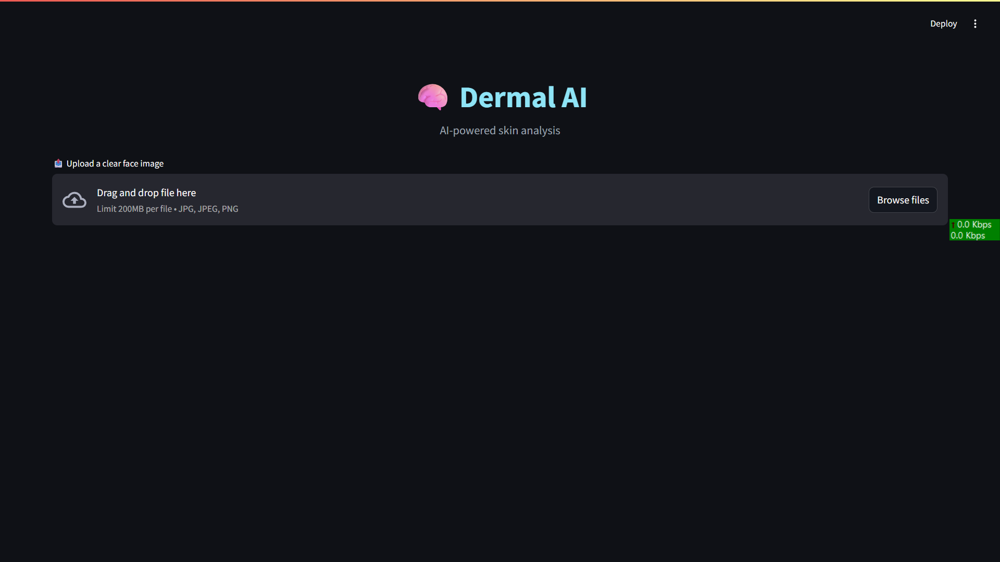 Deploy
Dermal AI
AI-powered skin analysis
Upload a clear face image
Drag and drop file here
Limit 200MB per file • JPG, JPEG, PNG
Browse files
↑ 0.0 Kbps
0.0 Kbps